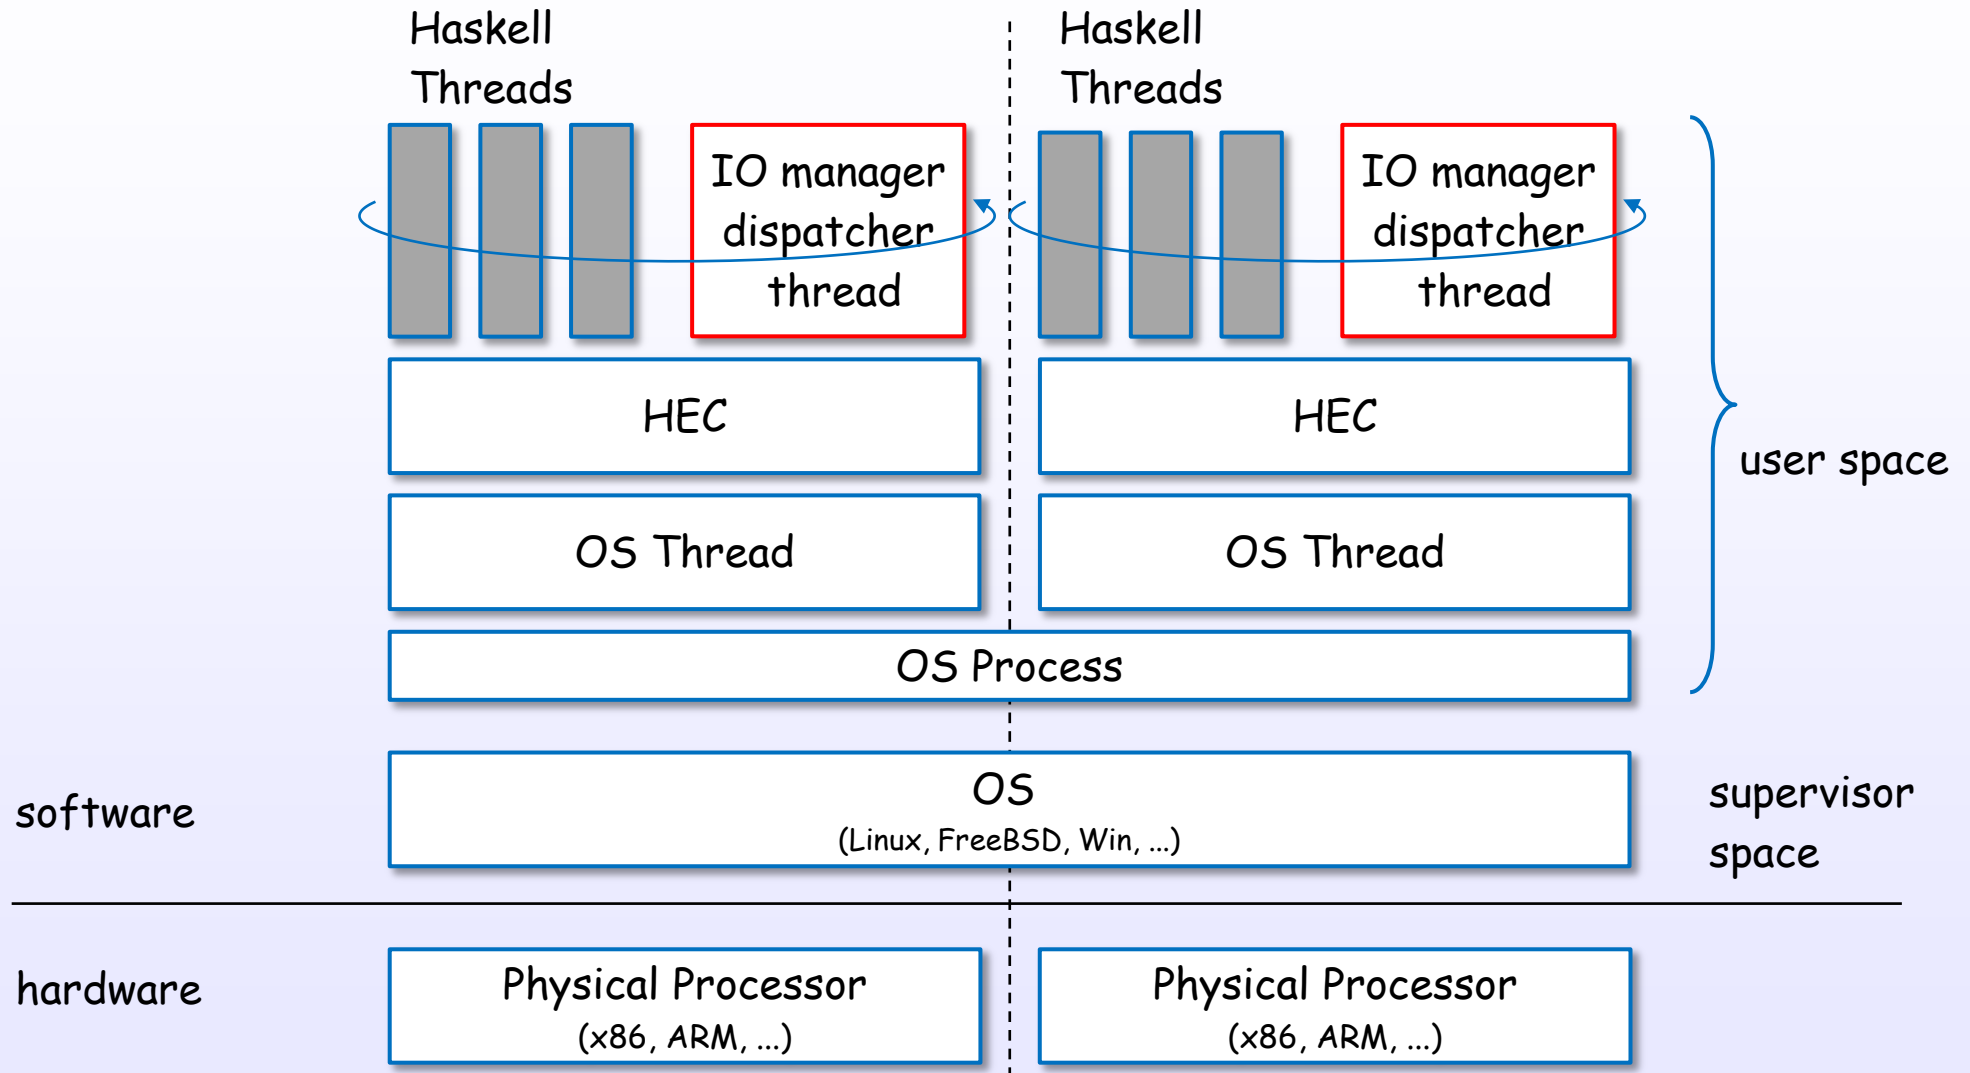 Haskell
Threads
Haskell
Threads
IO manager
dispatcher
thread
IO manager
dispatcher
thread
HEC
HEC
user space
OS Thread
OS Thread
OS Process
OS
(Linux, FreeBSD, Win, ...)
software
supervisor
space
hardware
Physical Processor
(x86, ARM, ...)
Physical Processor
(x86, ARM, ...)